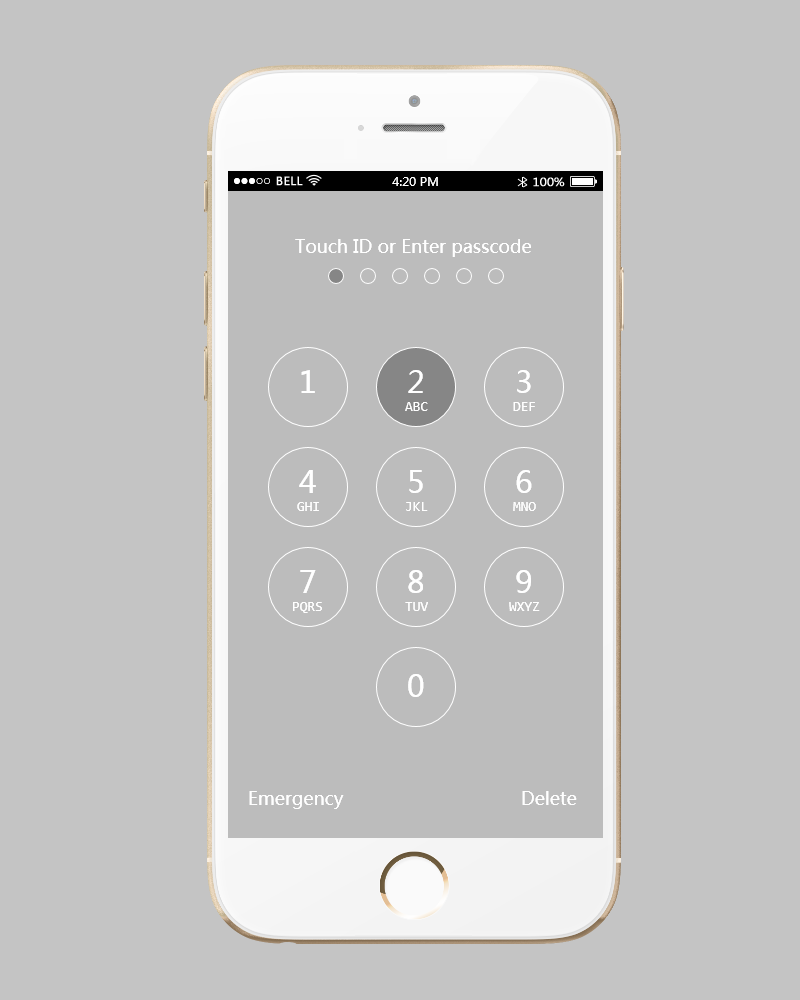 BELL 4:20 PM 100%
Touch ID or Enter passcode
1 2 3
ABC DEF
4 5 6
GHI JKL MNO
7 8 9
PQRS TUV WXYZ
0
Emergency Delete